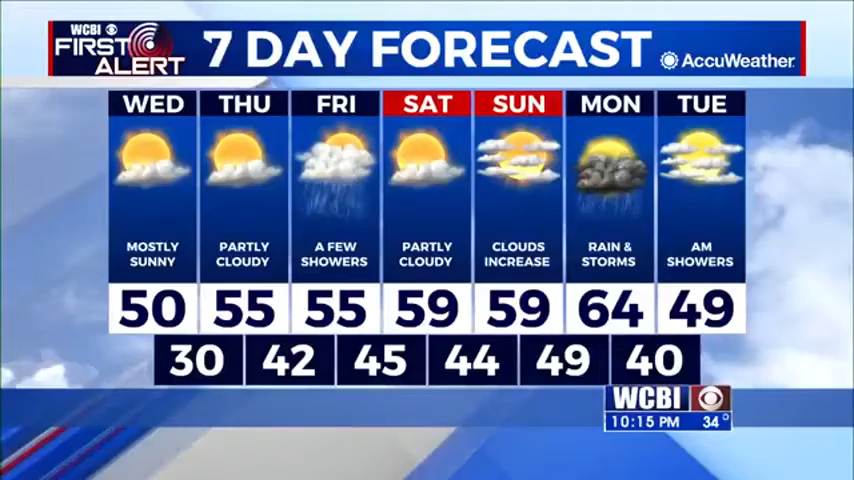 WCBI
FIRST
ALERT
7 DAY FORECAST
AccuWeather
WED THU FRI SAT SUN MON TUE
MOSTLY SUNNY
PARTLY CLOUDY
A FEW SHOWERS
PARTLY CLOUDY
CLOUDS INCREASE
RAIN & STORMS
AM SHOWERS
50 55 55 59 59 64 49
30 42 45 44 49 40
WCBI
10:15 PM 34°